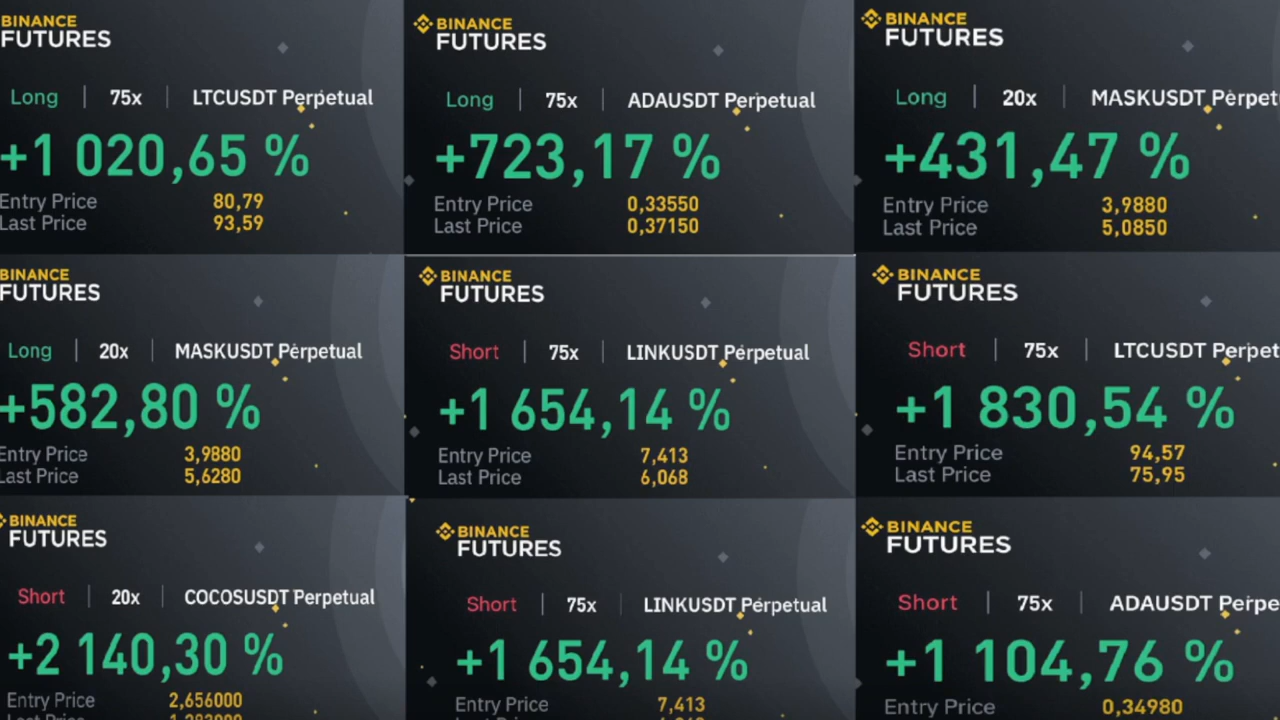 BINANCE
FUTURES
Long | 75x | LTCUSDT Perpetual
+1 020,65 %
Entry Price 80,79
Last Price 93,59
BINANCE
FUTURES
Long | 75x | ADAUSDT Perpetual
+723,17 %
Entry Price 0,33550
Last Price 0,37150
BINANCE
FUTURES
Long | 20x | MASKUSDT Perpet
+431,47 %
Entry Price 3,9880
Last Price 5,0850
BINANCE
FUTURES
Long | 20x | MASKUSDT Perpetual
+582,80 %
Entry Price 3,9880
Last Price 5,6280
BINANCE
FUTURES
Short | 75x | LINKUSDT Perpetual
+1 654,14 %
Entry Price 7,413
Last Price 6,068
BINANCE
FUTURES
Short | 75x | LTCUSDT Perpet
+1 830,54 %
Entry Price 94,57
Last Price 75,95
BINANCE
FUTURES
Short | 20x | COCOSUSDT Perpetual
+2 140,30 %
Entry Price 2,656000
BINANCE
FUTURES
Short | 75x | LINKUSDT Perpetual
+1 654,14 %
Entry Price 7,413
BINANCE
FUTURES
Short | 75x | ADAUSDT Perpe
+1 104,76 %
Entry Price 0,34980